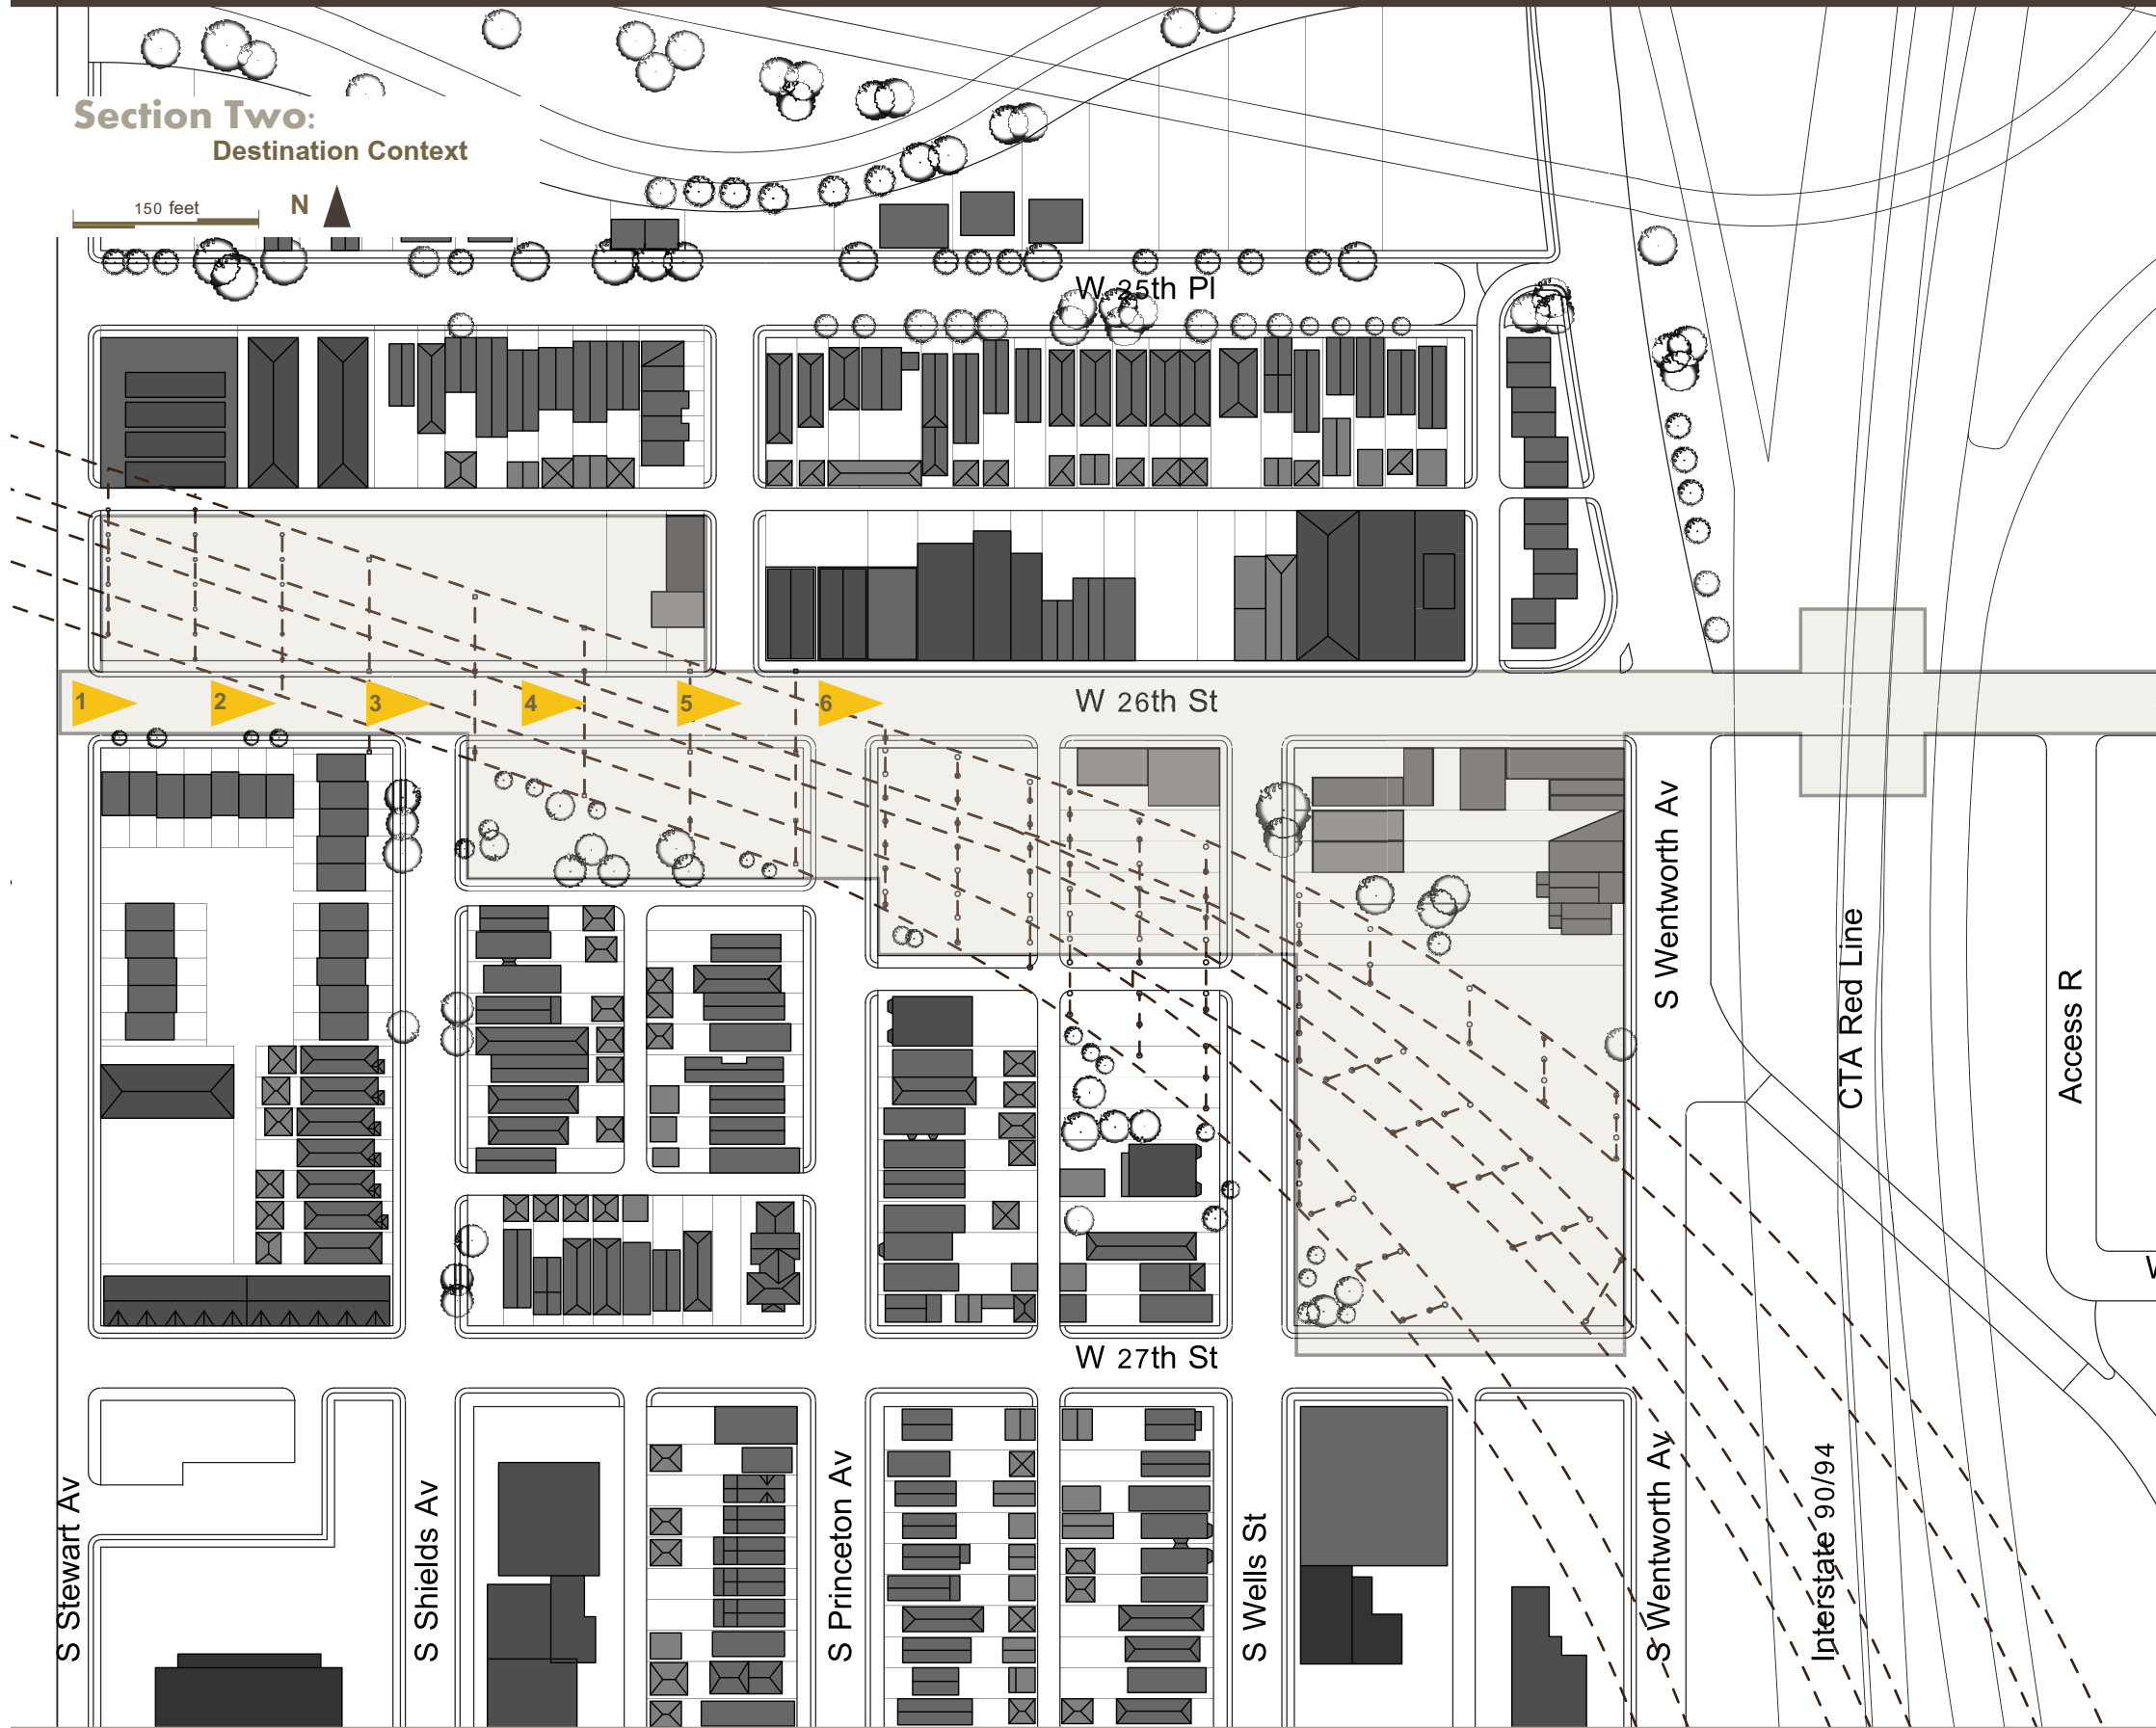 Section Two:
Destination Context
150 feet
N
W 25th Pl
1
2
3
4
5
6
W 26th St
S Wentworth Av
CTA Red Line
Access R
W 27th St
S Stewart Av
S Shields Av
S Princeton Av
S Wells St
S Wentworth Av
Interstate 90/94